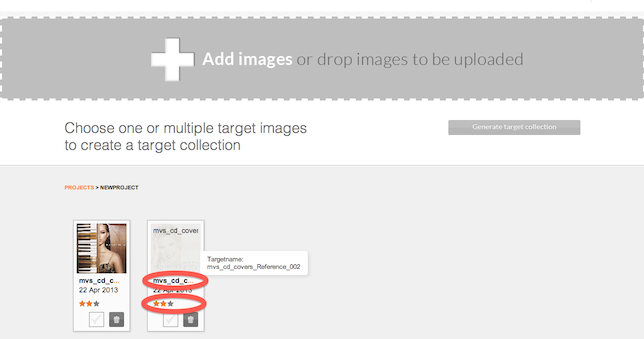 Add images or drop images to be uploaded
Choose one or multiple target images
to create a target collection
Generate target collection
PROJECTS > NEWPROJECT
mvs_cd_cover
Targetname:
mvs_cd_covers_Reference_002
mvs_cd_c...
22 Apr 2013
mvs_cd_c...
22 Apr 2013